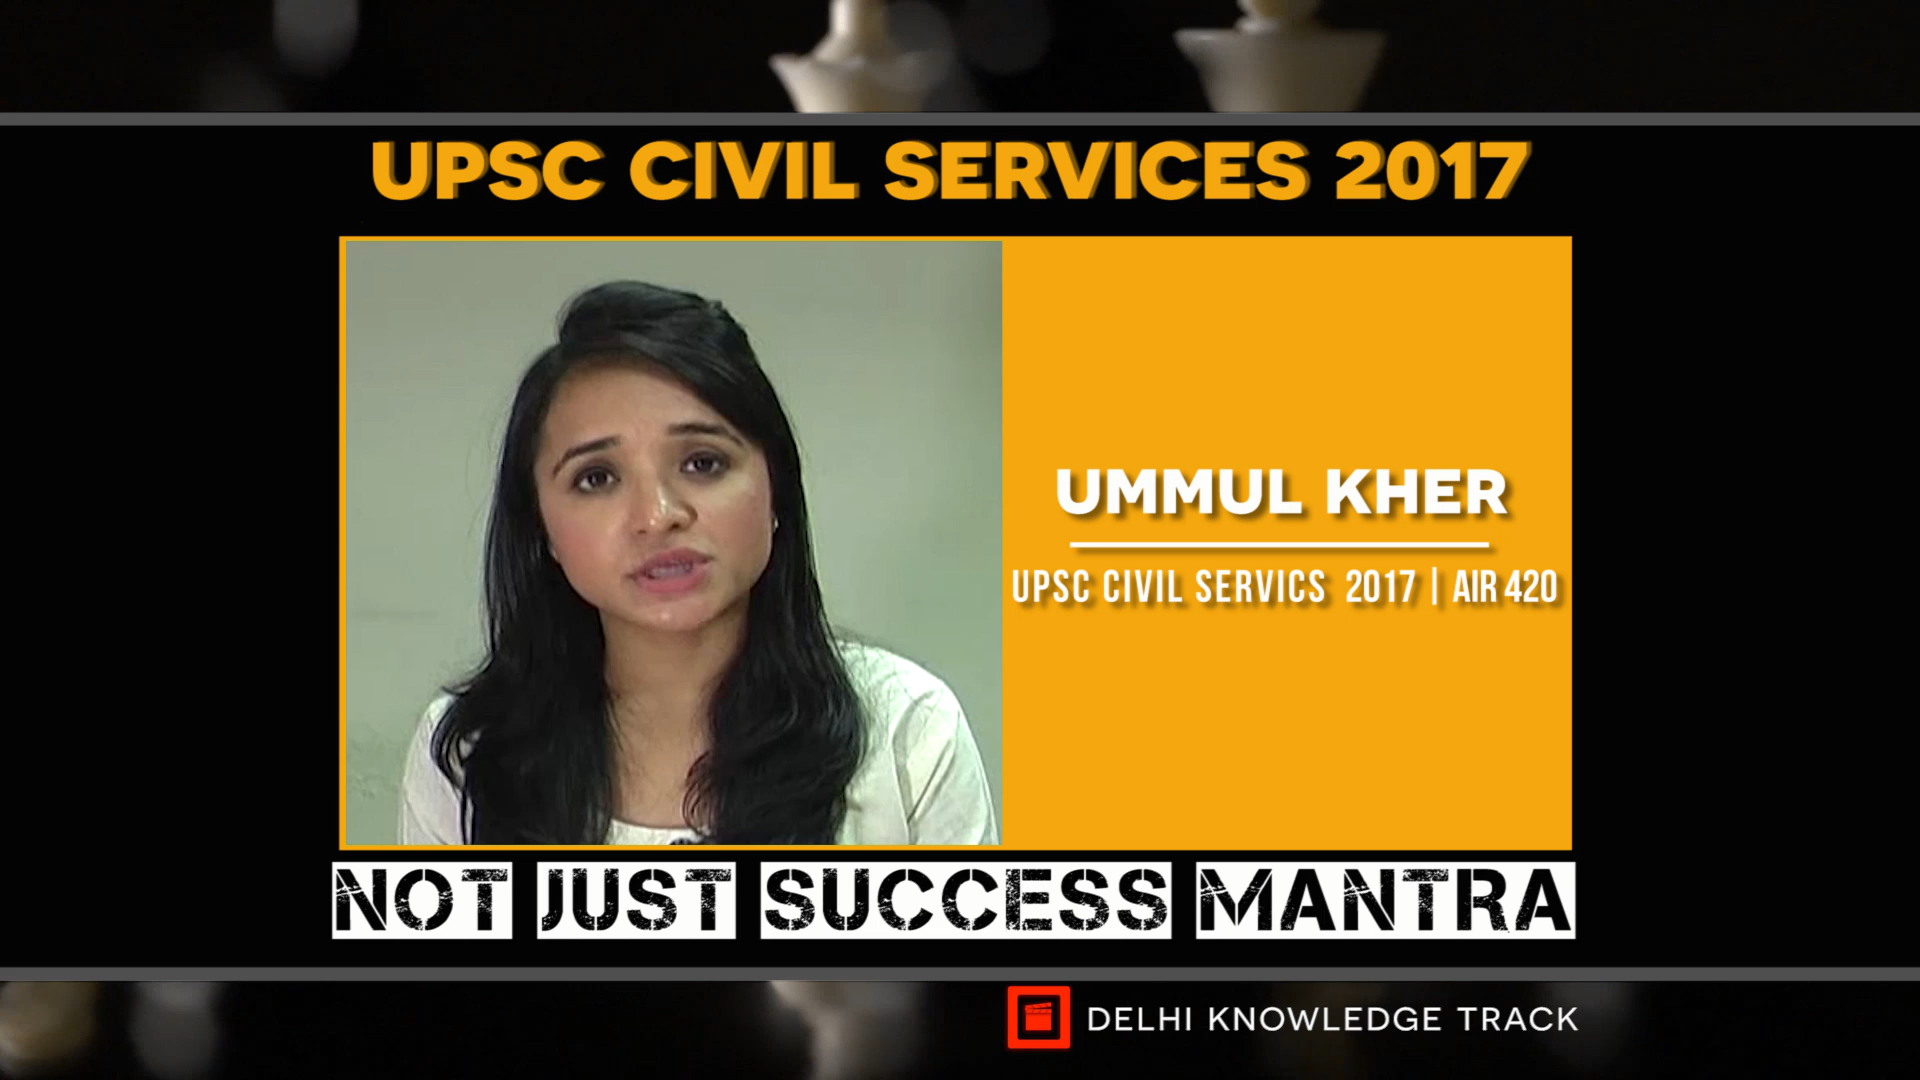 UPSC CIVIL SERVICES 2017
UMMUL KHER
UPSC CIVIL SERVICS 2017 | AIR 420
NOT JUST SUCCESS MANTRA
DELHI KNOWLEDGE TRACK